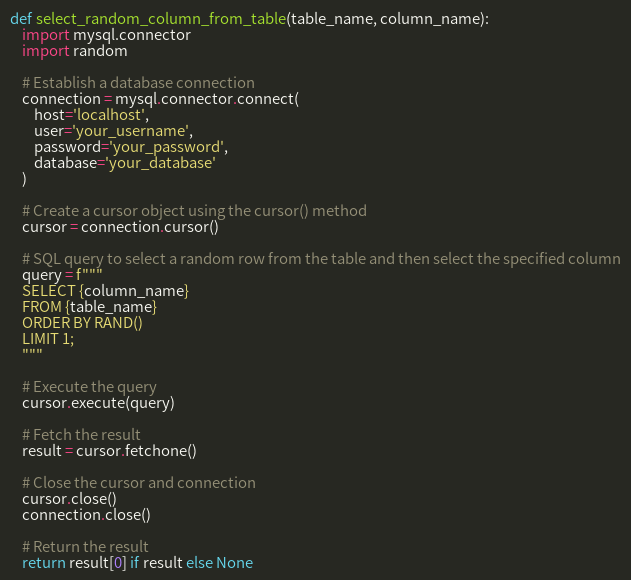 def select_random_column_from_table(table_name, column_name):
    import mysql.connector
    import random

    # Establish a database connection
    connection = mysql.connector.connect(
        host='localhost',
        user='your_username',
        password='your_password',
        database='your_database'
    )

    # Create a cursor object using the cursor() method
    cursor = connection.cursor()

    # SQL query to select a random row from the table and then select the specified column
    query = f"""
    SELECT {column_name}
    FROM {table_name}
    ORDER BY RAND()
    LIMIT 1;
    """

    # Execute the query
    cursor.execute(query)

    # Fetch the result
    result = cursor.fetchone()

    # Close the cursor and connection
    cursor.close()
    connection.close()

    # Return the result
    return result[0] if result else None